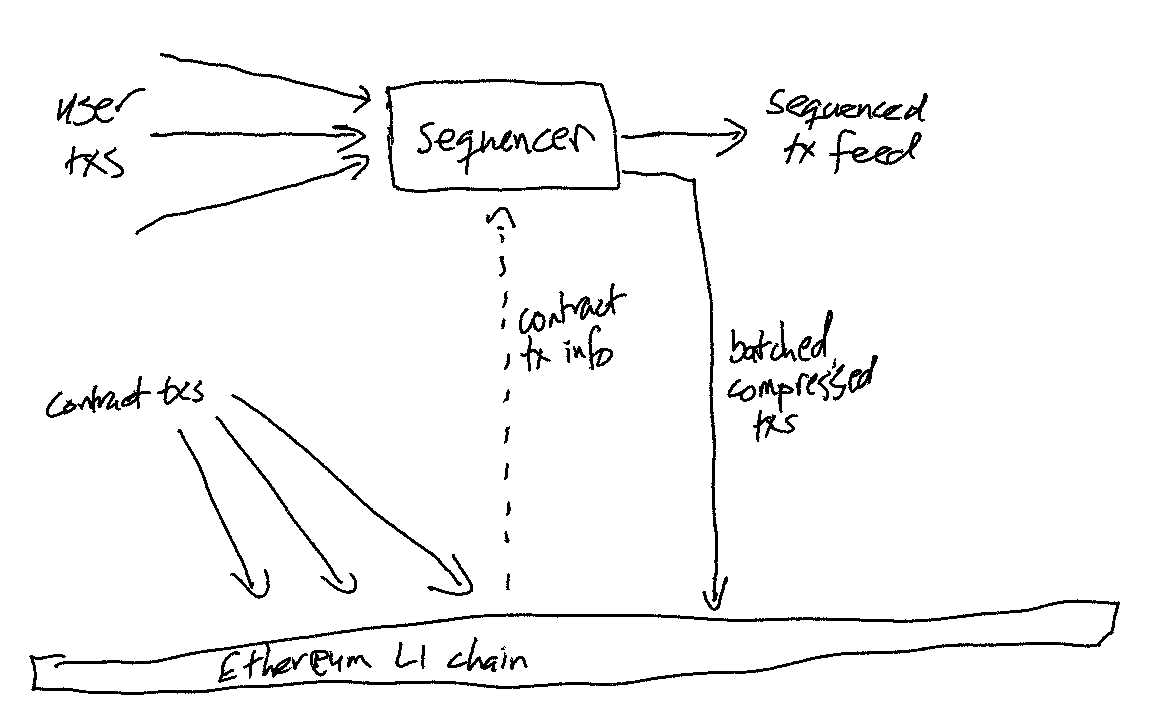 user
txs
sequencer
sequenced
tx feed
contract
tx info
batched,
compressed
txs
contract txs
Ethereum L1 chain